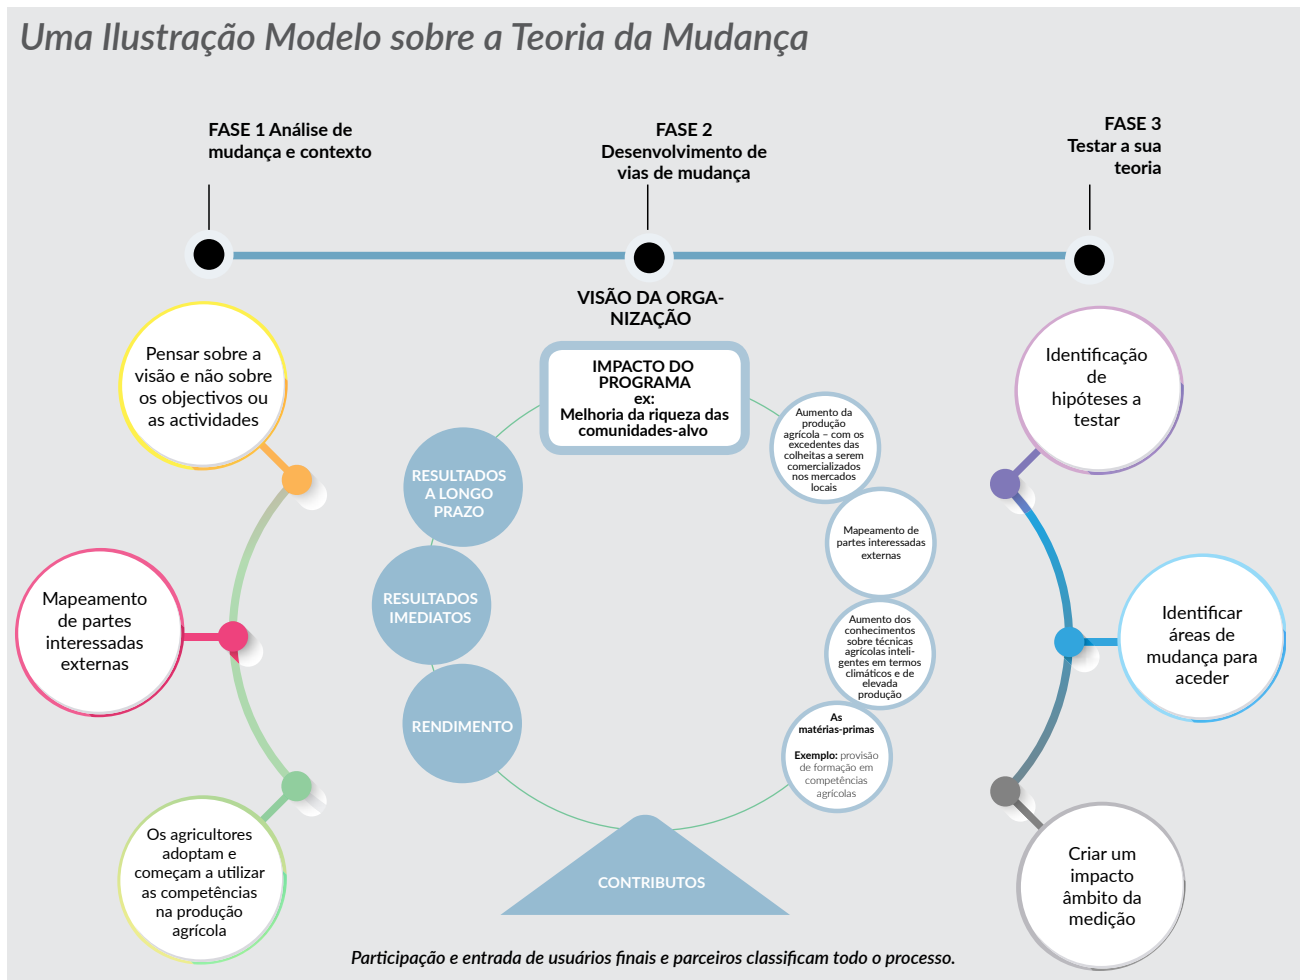 Uma Ilustração Modelo sobre a Teoria da Mudança
FASE 1 Análise de
mudança e contexto
FASE 2
Desenvolvimento de
vias de mudança
FASE 3
Testar a sua
teoria
Pensar sobre a
visão e não sobre
os objectivos ou
as actividades
Mapeamento
de partes
interessadas
externas
Os agricultores
adoptam e
começam a utilizar
as competências
na produção
agrícola
VISÃO DA ORGA-
NIZAÇÃO
IMPACTO DO
PROGRAMA
ex:
Melhoria da riqueza das
comunidades-alvo
RESULTADOS
A LONGO
PRAZO
RESULTADOS
IMEDIATOS
RENDIMENTO
Aumento da
produção
agrícola – com os
excedentes das
colheitas a serem
comercializados
nos mercados
locais
Mapeamento de
partes interessadas
externas
Aumento dos
conhecimentos
sobre técnicas
agrícolas inteli-
gentes em termos
climáticos e de
elevada
produção
As
matérias-primas
Exemplo: provisão
de formação em
competências
agrícolas
CONTRIBUTOS
Identificação
de
hipóteses a
testar
Identificar
áreas de
mudança para
aceder
Criar um
impacto
âmbito da
medição
Participação e entrada de usuários finais e parceiros classificam todo o processo.